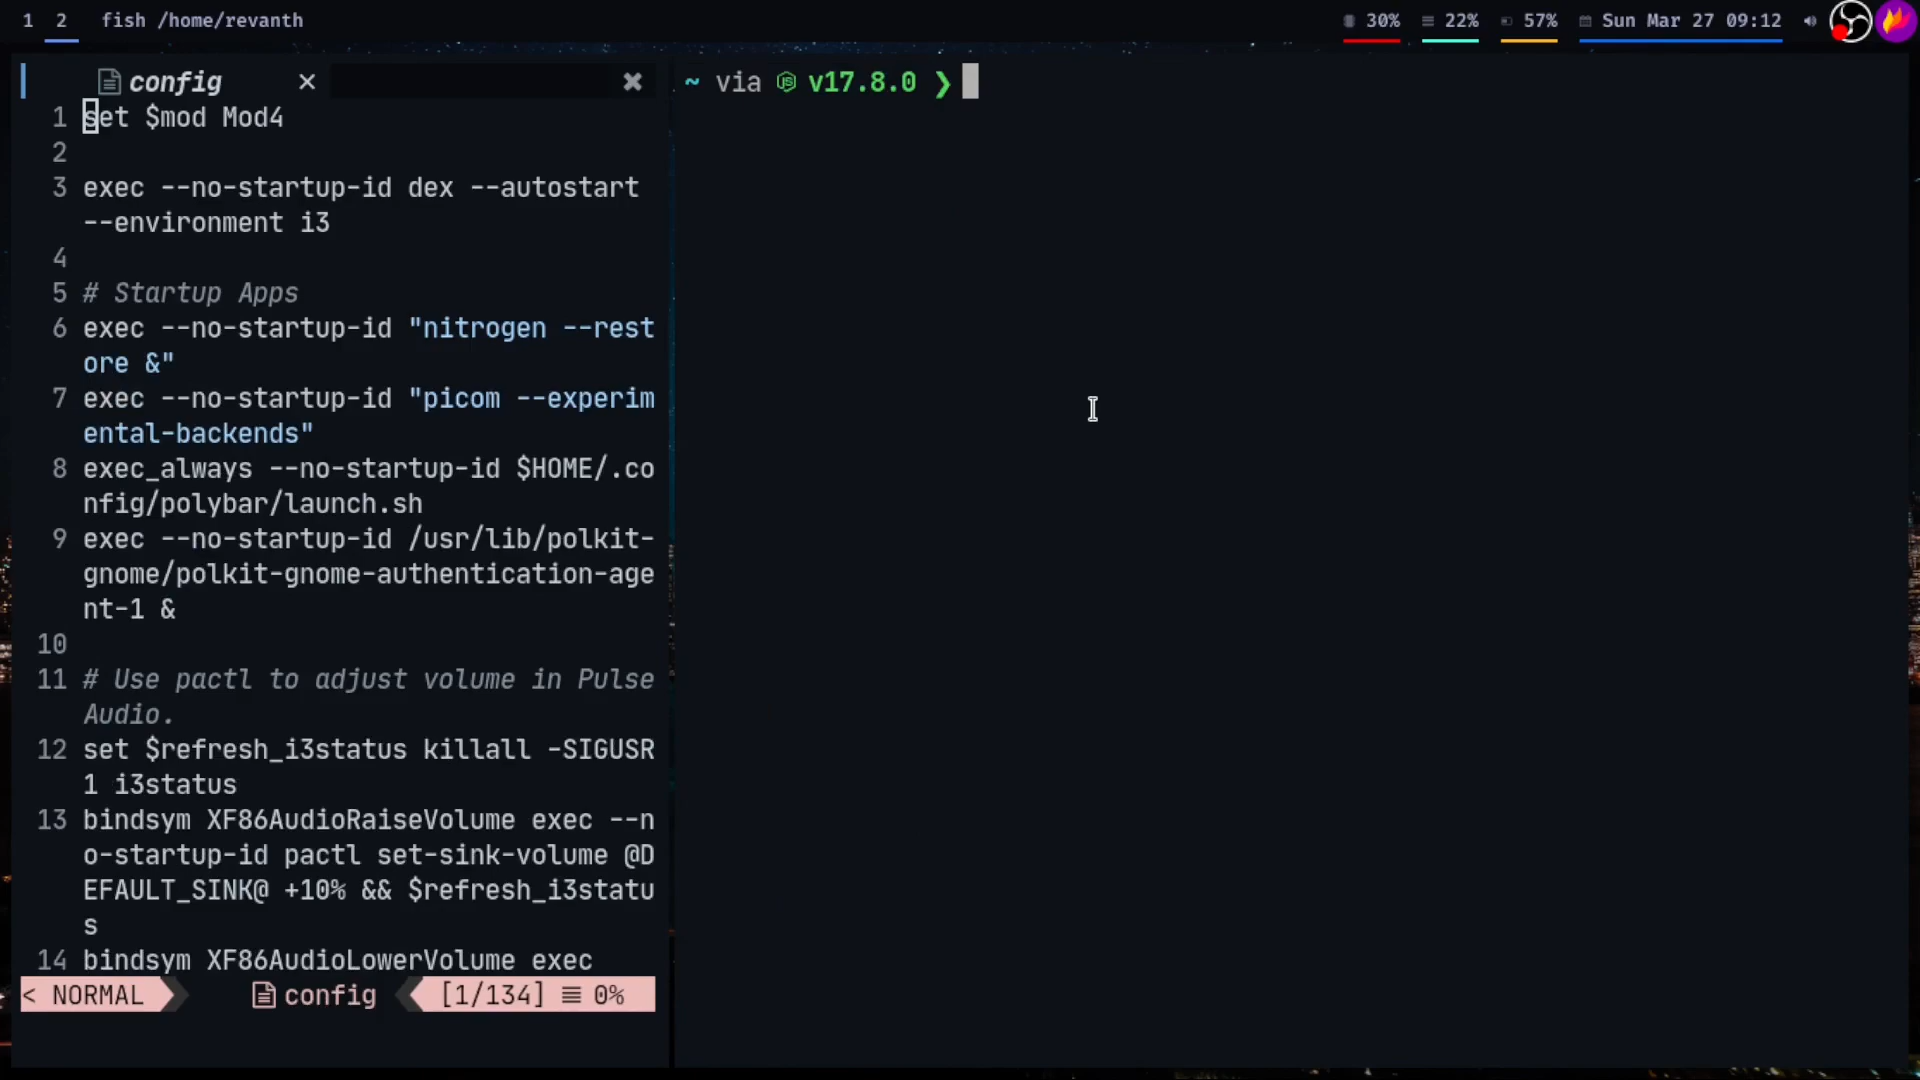 1 2 fish /home/revanth 30% 22% 57% Sun Mar 27 09:12
config
~ via v17.8.0 ❯
1 set $mod Mod4
2
3 exec --no-startup-id dex --autostart
--environment i3
4
5 # Startup Apps
6 exec --no-startup-id "nitrogen --rest
ore &"
7 exec --no-startup-id "picom --experim
ental-backends"
8 exec_always --no-startup-id $HOME/.co
nfig/polybar/launch.sh
9 exec --no-startup-id /usr/lib/polkit-
gnome/polkit-gnome-authentication-age
nt-1 &
10
11 # Use pactl to adjust volume in Pulse
Audio.
12 set $refresh_i3status killall -SIGUSR
1 i3status
13 bindsym XF86AudioRaiseVolume exec --n
o-startup-id pactl set-sink-volume @D
EFAULT_SINK@ +10% && $refresh_i3statu
s
14 bindsym XF86AudioLowerVolume exec
< NORMAL config [1/134] 0%